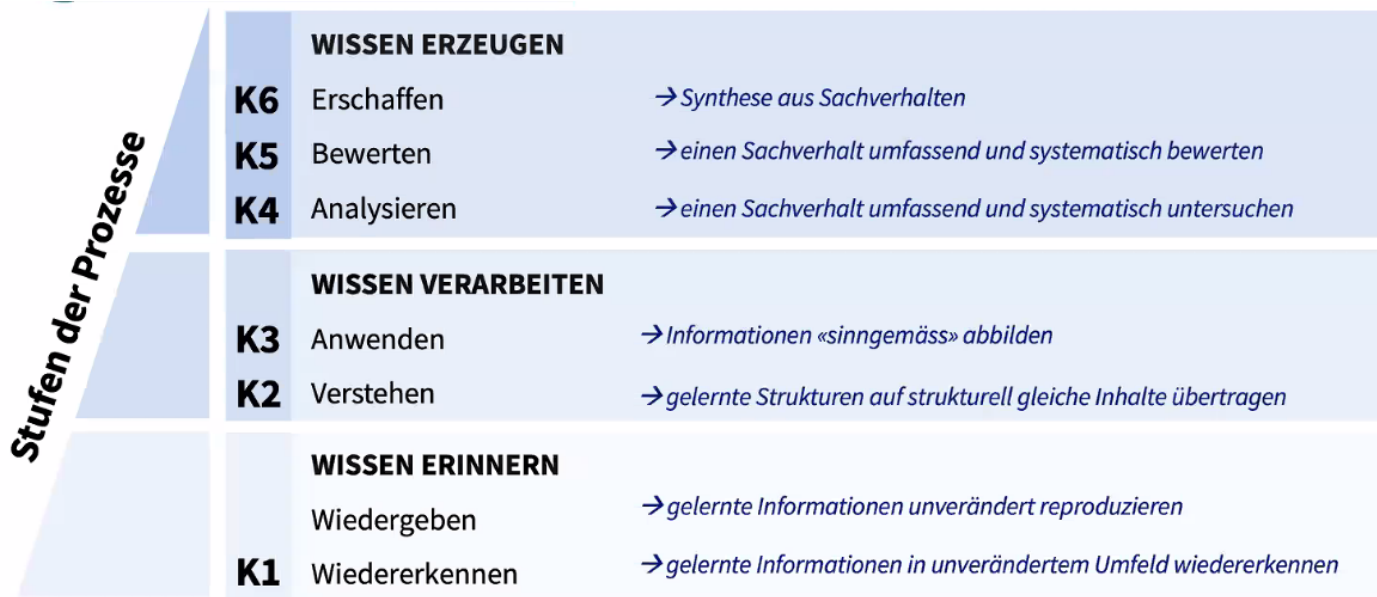 Stufen der Prozesse
WISSEN ERZEUGEN
K6 Erschaffen → Synthese aus Sachverhalten
K5 Bewerten → einen Sachverhalt umfassend und systematisch bewerten
K4 Analysieren → einen Sachverhalt umfassend und systematisch untersuchen
WISSEN VERARBEITEN
K3 Anwenden → Informationen «sinngemäss» abbilden
K2 Verstehen → gelernte Strukturen auf strukturell gleiche Inhalte übertragen
WISSEN ERINNERN
Wiedergeben → gelernte Informationen unverändert reproduzieren
K1 Wiedererkennen → gelernte Informationen in unverändertem Umfeld wiedererkennen